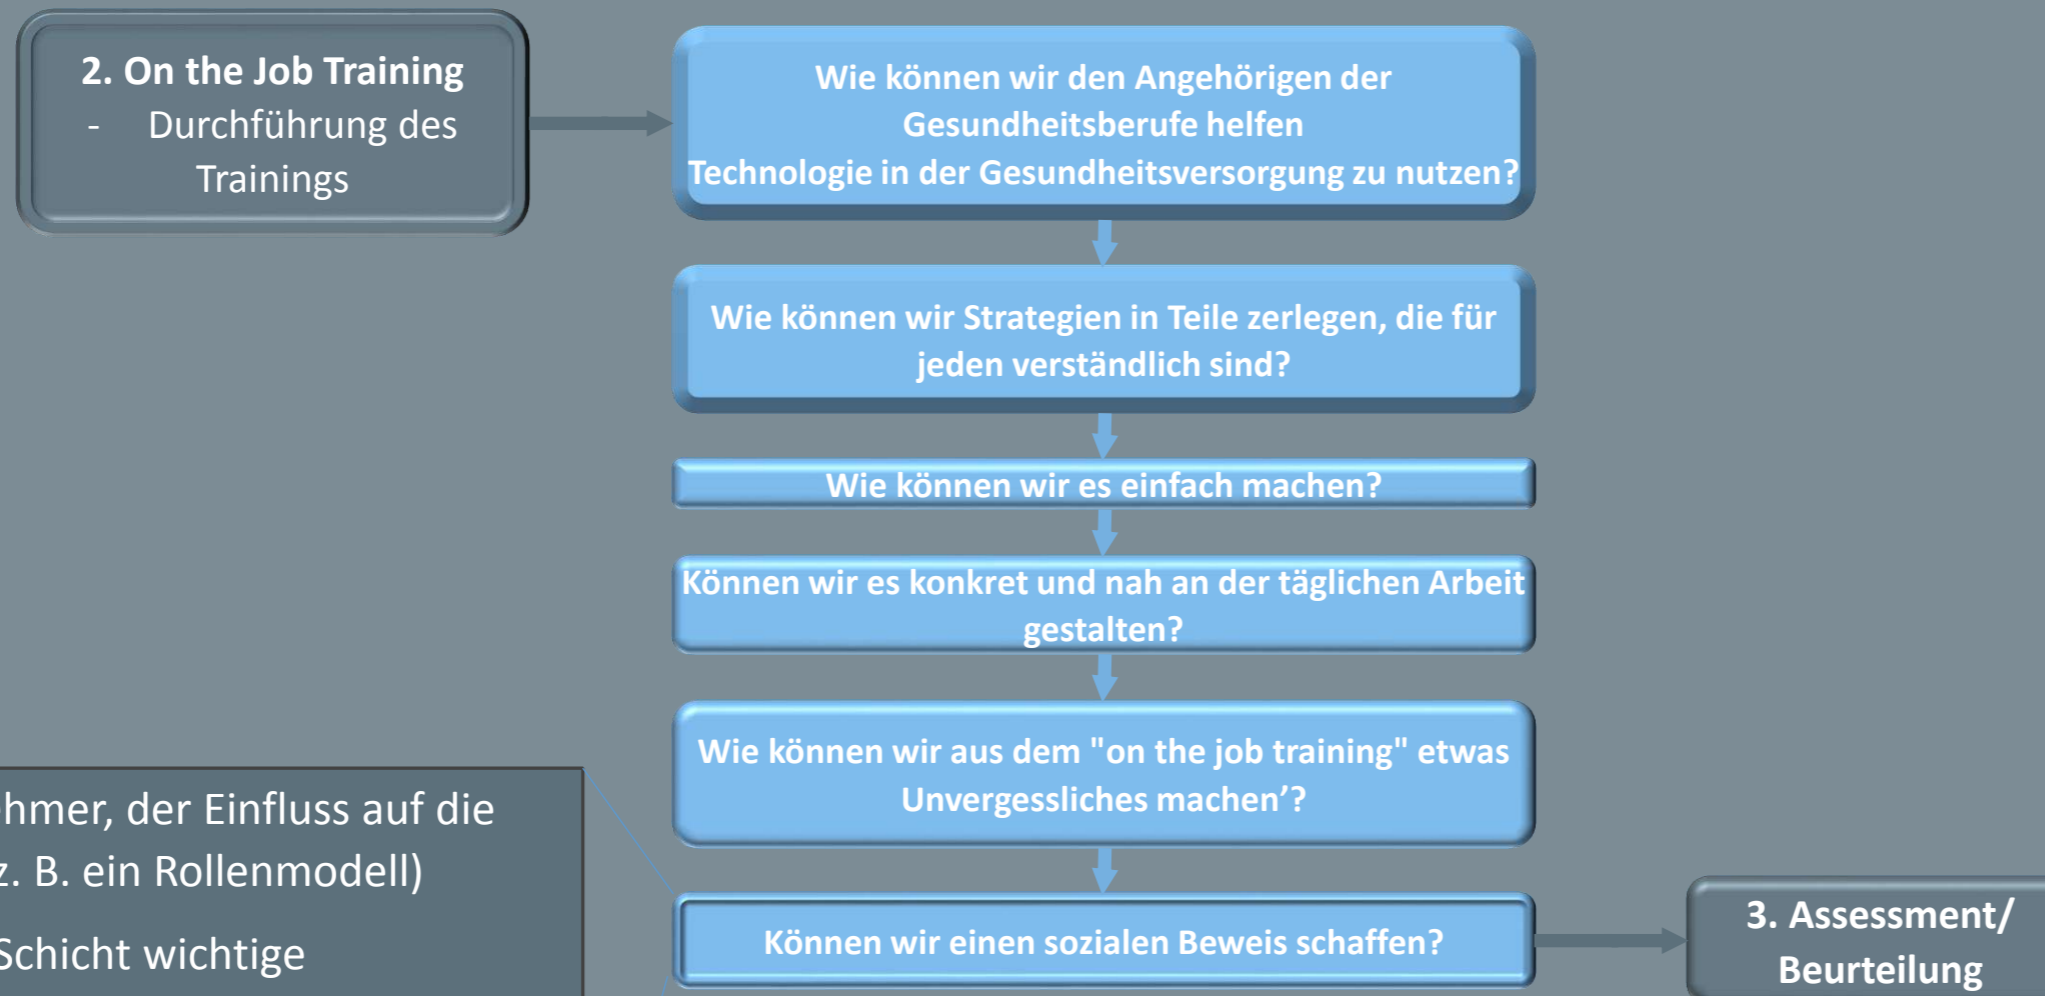 2. On the Job Training
- Durchführung des
Trainings
Wie können wir den Angehörigen der
Gesundheitsberufe helfen
Technologie in der Gesundheitsversorgung zu nutzen?
Wie können wir Strategien in Teile zerlegen, die für
jeden verständlich sind?
Wie können wir es einfach machen?
Können wir es konkret und nah an der täglichen Arbeit
gestalten?
Wie können wir aus dem "on the job training" etwas
Unvergessliches machen’?
Können wir einen sozialen Beweis schaffen?
ehmer, der Einfluss auf die
z. B. ein Rollenmodell)
Schicht wichtige
3. Assessment/
Beurteilung